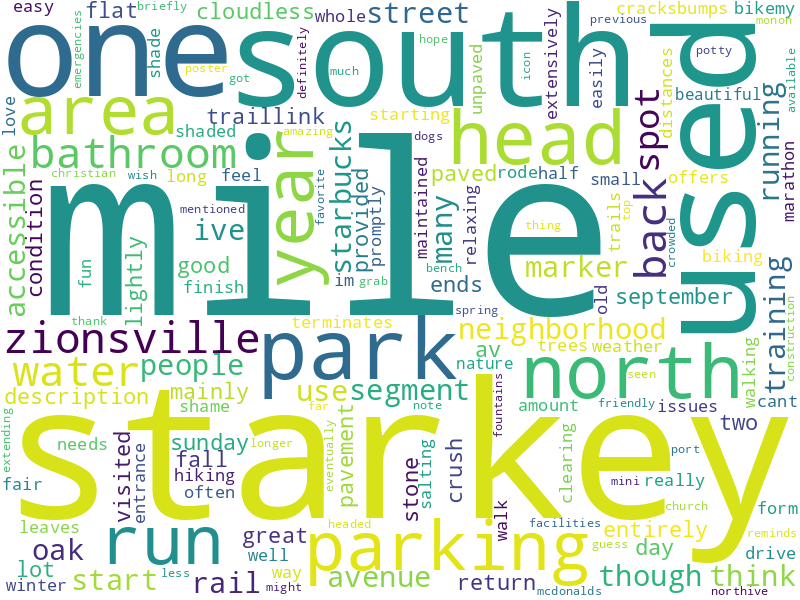 easy
briefly
emergencies
flat
cloudless
whole
street
cracksbumps
bikemy
previous
potty
monon
one
south
used
shade
poster
got
definitely
much
hope
icon
extensively
easily
unpaved
distances
beautiful
available
area
traillink
starting
love
shaded
amazing
head
back
spot
running
bathroom
year
starbucks
dogs
christian
wish
long
feel
favorite
provided
promptly
maintained
many
paved
rode
half
small
offers
trails
top
marathon
accessible
condition
mile
mentioned
ive
relaxing
bench
thing
crowded
fun
lightly
good
finish
im
grab
ends
marker
biking
old
september
training
thank
spring
zionsville
park
terminates
neighborhood
trees
weather
construction
water
people
av
nature
north
seen
walking
description
mainly
use
segment
shame
far
note
amount
friendly
issues
cant
extending
starkey
two
needs
visited
entrance
sunday
fall
hiking
often
eventually
pavement
longer
stone
salting
crush
fountains
walk
clearing
port
mini
really
church
form
fair
leaves
oak
run
great
well
headed
parking
facilities
entirely
guess
day
reminds
drive
winter
lot
start
less
rail
way
might
avenue
return
mcdonalds
though
think
northive